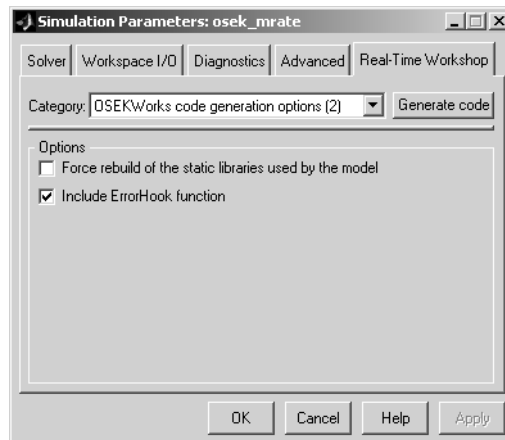 Simulation Parameters: osek_mrate
Solver Workspace I/O Diagnostics Advanced Real-Time Workshop
Category: OSEKWorks code generation options (2) Generate code
Options
Force rebuild of the static libraries used by the model
Include ErrorHook function
OK Cancel Help Apply